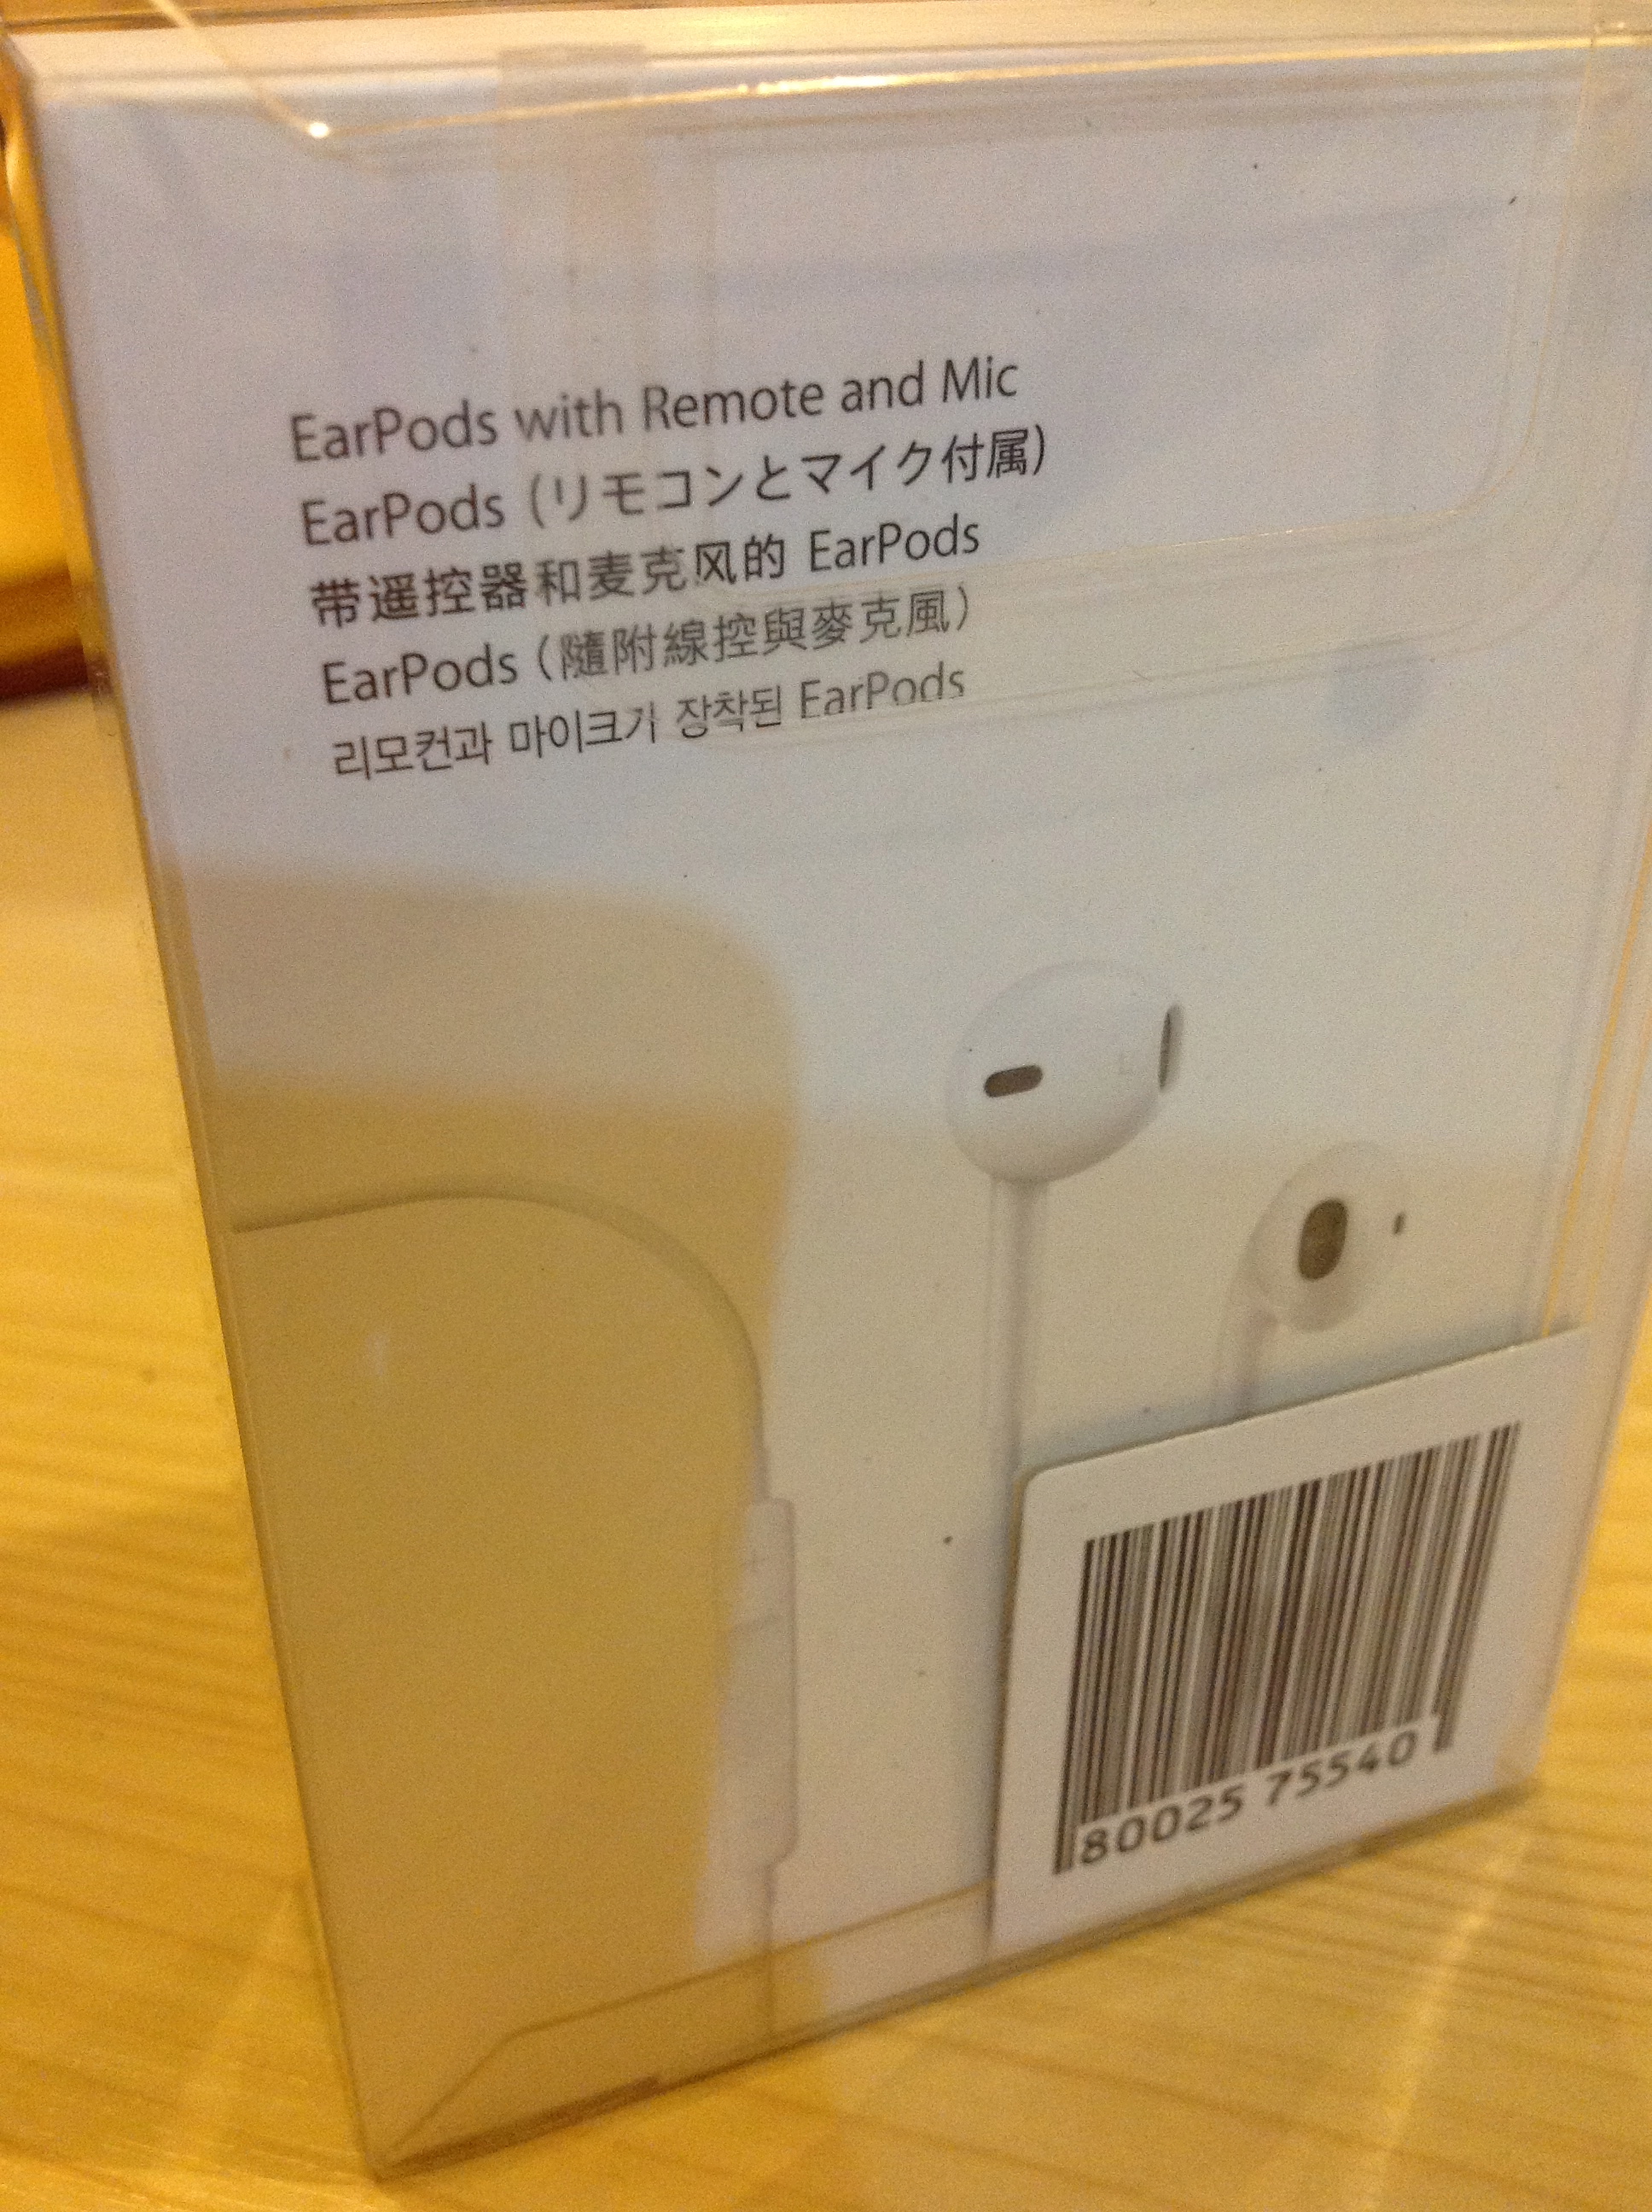 EarPods with Remote and Mic
EarPods (リモコンとマイク付属)
带遥控器和麦克风的 EarPods
EarPods（隨附線控與麥克風）
리모컨과 마이크가 장착된 EarPods
L
80025 75540